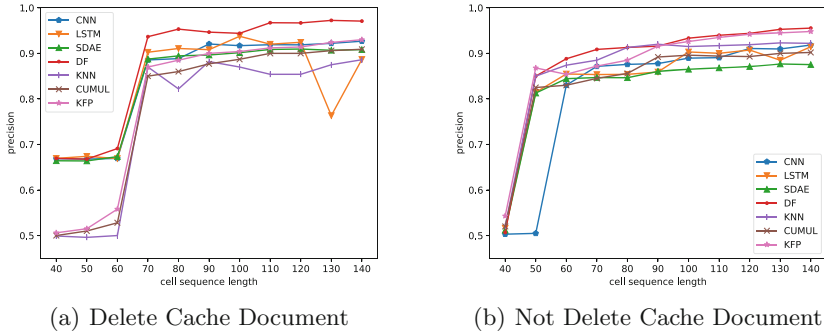 1.0
0.9
0.8
0.7
0.6
0.5
precision
40 50 60 70 80 90 100 110 120 130 140
cell sequence length
CNN
LSTM
SDAE
DF
KNN
CUMUL
KFP
(a) Delete Cache Document
1.0
0.9
0.8
0.7
0.6
0.5
precision
40 50 60 70 80 90 100 110 120 130 140
cell sequence length
CNN
LSTM
SDAE
DF
KNN
CUMUL
KFP
(b) Not Delete Cache Document